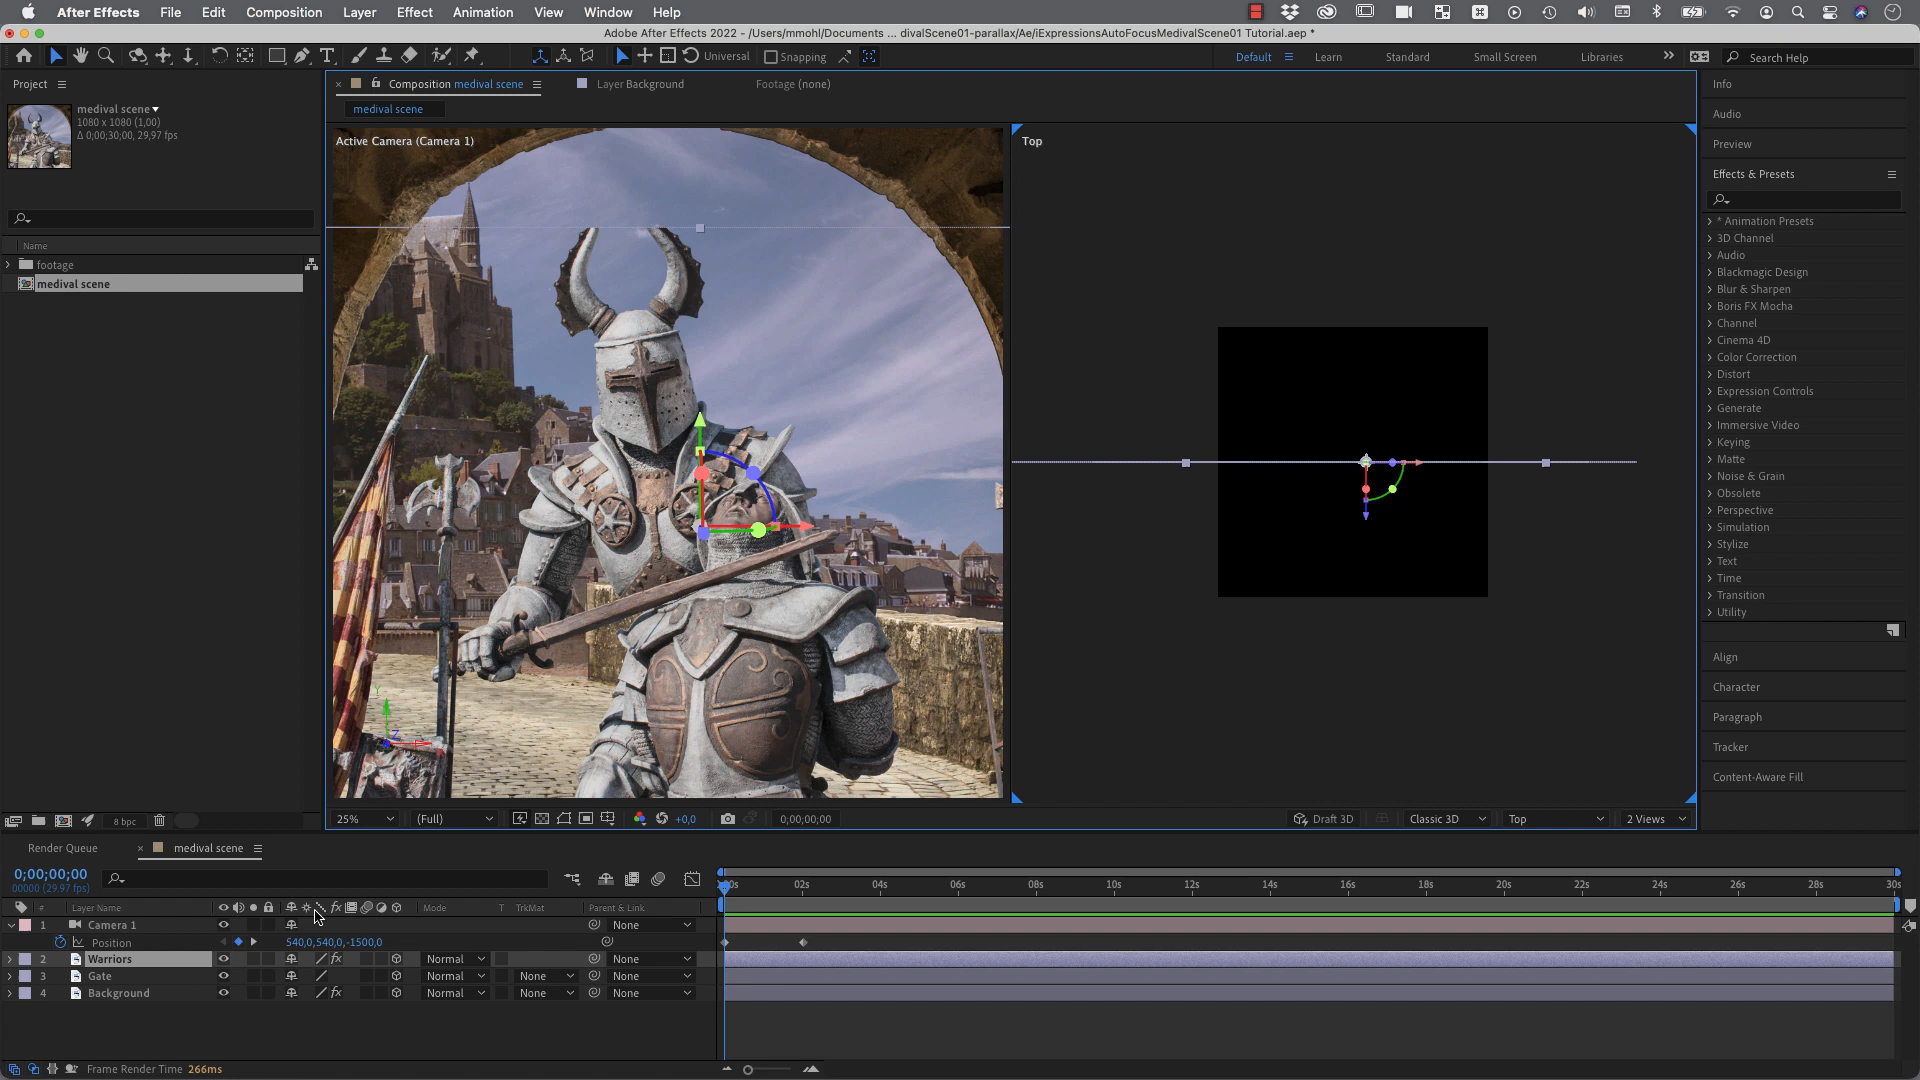 After Effects File Edit Composition Layer Effect Animation View Window Help
Adobe After Effects 2022 - /Users/mmohl/Documents ... divalScene01-parallax/Ae/iExpressionsAutoFocusMedivalScene01 Tutorial.aep *
Universal Snapping Default Learn Standard Small Screen Libraries Search Help
Project
medival scene
1080 x 1080 (1,00)
Δ 0;00;30;00, 29,97 fps
Name
footage
medival scene
8 bpc
Composition medival scene Layer Background Footage (none)
medival scene
Active Camera (Camera 1)
Top
Y
Z
25% (Full) +0,0 0;00;00;00 Draft 3D Classic 3D Top 2 Views
Info
Audio
Preview
Effects & Presets
* Animation Presets
3D Channel
Audio
Blackmagic Design
Blur & Sharpen
Boris FX Mocha
Channel
Cinema 4D
Color Correction
Distort
Expression Controls
Generate
Immersive Video
Keying
Matte
Noise & Grain
Obsolete
Perspective
Simulation
Stylize
Text
Time
Transition
Utility
Align
Character
Paragraph
Tracker
Content-Aware Fill
Render Queue medival scene
0;00;00;00
00000 (29.97 fps)
02s 04s 06s 08s 10s 12s 14s 16s 18s 20s 22s 24s 26s 28s 30s
# Layer Name fx Mode T TrkMat Parent & Link
1 Camera 1 None
Position 540,0,540,0,-1500,0
2 Warriors fx Normal None
3 Gate Normal None None
4 Background fx Normal None None
Frame Render Time 266ms